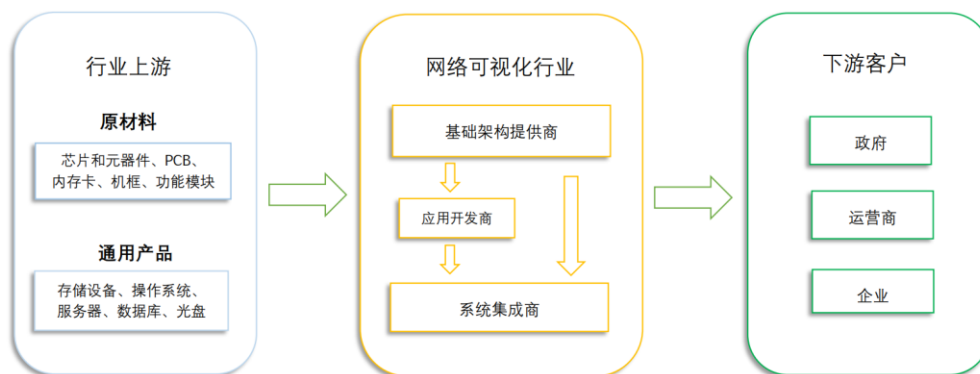 行业上游
原材料
芯片和元器件、PCB、
内存卡、机框、功能模块
通用产品
存储设备、操作系统、
服务器、数据库、光盘
网络可视化行业
基础架构提供商
应用开发商
系统集成商
下游客户
政府
运营商
企业